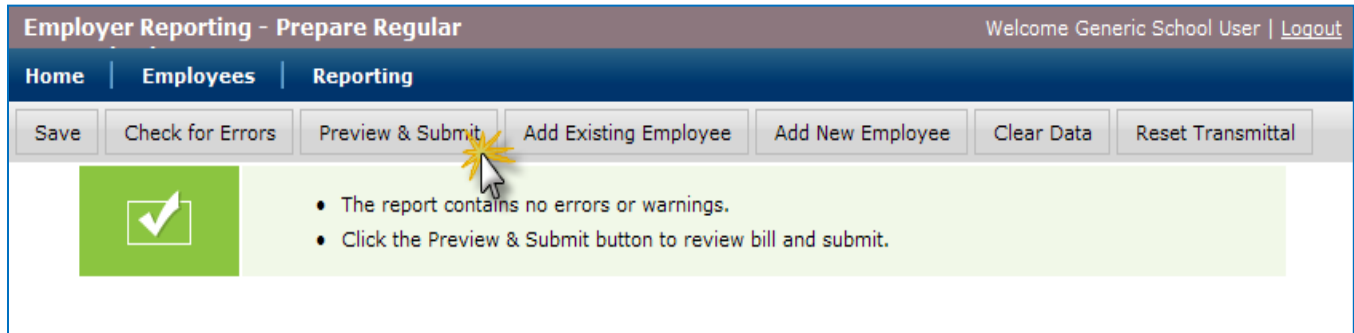 Employer Reporting - Prepare Regular
Welcome Generic School User | Logout
Home | Employees | Reporting
Save Check for Errors Preview & Submit Add Existing Employee Add New Employee Clear Data Reset Transmittal
• The report contains no errors or warnings.
• Click the Preview & Submit button to review bill and submit.